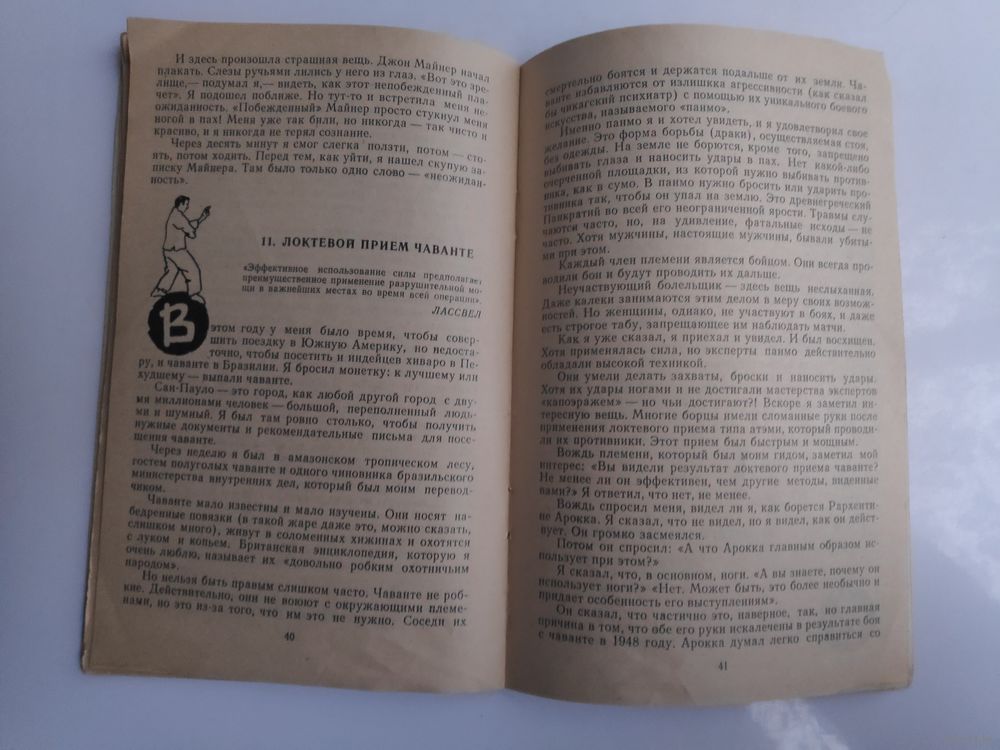 И здесь произошла страшная вещь. Джон Майнер начал
плакать. Слезы ручьями лились у него из глаз. «Вот это зре-
лище,— подумал я,— видеть, как этот непобежденный пла-
чет». Я подошел поближе. Но тут-то и встретила меня не-
ожиданность. «Побежденный» Майнер просто стукнул меня
ногой в пах! Меня уже так били, но никогда — так чисто и
красиво, и я никогда не терял сознание.
Через десять минут я смог слегка ползти, потом — сто-
ять, потом ходить. Перед тем, как уйти, я нашел скупую за-
писку Майнера. Там было только одно слово — «неожидан-
ность».
11. ЛОКТЕВОЙ ПРИЕМ ЧАВАНТЕ
«Эффективное использование силы предполагает
преимущественное применение разрушительной мо-
щи в важнейших местах во время всей операции».
ЛАССВЕЛ
В этом году у меня было время, чтобы совер-
шить поездку в Южную Америку, но недоста-
точно, чтобы посетить и индейцев хиваро в Пе-
ру, и чаванте в Бразилии. Я бросил монетку: к лучшему или
худшему — выпали чаванте.
Сан-Пауло — это город, как любой другой город с дву-
мя миллионами человек — большой, переполненный людь-
ми и шумный. Я был там ровно столько, чтобы получить
нужные документы и рекомендательные письма для посе-
щения чаванте.
Через неделю я был в амазонском тропическом лесу,
гостем полуголых чаванте и одного чиновника бразильского
министерства внутренних дел, который был моим перевод-
чиком.
Чаванте мало известны и мало изучены. Они носят на-
бедренные повязки (в такой жаре даже это, можно сказать,
слишком много), живут в соломенных хижинах и охотятся
с луком и копьем. Британская энциклопедия, которую я
очень люблю, называет их «довольно робким охотничьим
народом».
Но нельзя быть правым слишком часто. Чаванте не роб-
кие. Действительно, они не воюют с окружающими племе-
нами, но это из-за того, что им это не нужно. Соседи их
40
смертельно боятся и держатся подальше от их земли. Ча-
ванте избавляются от излишкка агрессивности (как сказал
бы чикагский психиатр) с помощью их уникального боевого
искусства, называемого «панмо».
Именно панмо я и хотел увидеть, и я удовлетворил свое
желание. Это форма борьбы (драки), осуществляемая стоя,
без одежды. На земле не борются, кроме того, запрещено
выбивать глаза и наносить удары в пах. Нет какой-либо
очерченной площадки, из которой нужно выбивать против-
ника, как в сумо. В панмо нужно бросить или ударить про-
тивника так, чтобы он упал на землю. Это древнегреческий
Панкратий во всей его неограниченной ярости. Травмы слу-
чаются часто, но, на удивление, фатальные исходы — не
часто. Хотя мужчины, настоящие мужчины, бывали убиты-
ми при этом.
Каждый член племени является бойцом. Они всегда про-
водили бои и будут проводить их дальше.
Неучаствующий болельщик — здесь вещь неслыханная.
Даже калеки занимаются этим делом в меру своих возмож-
ностей. Но женщины, однако, не участвуют в боях, и даже
есть строгое табу, запрещающее им наблюдать матчи.
Как я уже сказал, я приехал и увидел. И был восхищен.
Хотя применялась сила, но эксперты панмо действительно
обладали высокой техникой.
Они умели делать захваты, броски и наносить удары.
Хотя их удары ногами и не достигали мастерства экспертов
«капоэражем» — но чьи достигают?! Вскоре я заметил ин-
тересную вещь. Многие борцы имели сломанные руки после
применения локтевого приема типа атэми, который проводи-
ли их противники. Этот прием был быстрым и мощным.
Вождь племени, который был моим гидом, заметил мой
интерес: «Вы видели результат локтевого приема чаванте?
Не менее ли он эффективен, чем другие методы, виденные
вами?» Я ответил, что нет, не менее.
Вождь спросил меня, видел ли я, как борется Рархенти-
не Арокка. Я сказал, что не видел, но я видел, как он дейст-
вует. Он громко засмеялся.
Потом он спросил: «А что Арокка главным образом ис-
пользует при этом?»
Я сказал, что, в основном, ноги. «А вы знаете, почему он
использует ноги?» «Нет. Может быть, это более необычно и
придает особенность его выступлениям».
Он сказал, что частично это, наверное, так, но главная
причина в том, что обе его руки искалечены в результате боя
с чаванте в 1948 году. Арокка думал легко справиться со
41